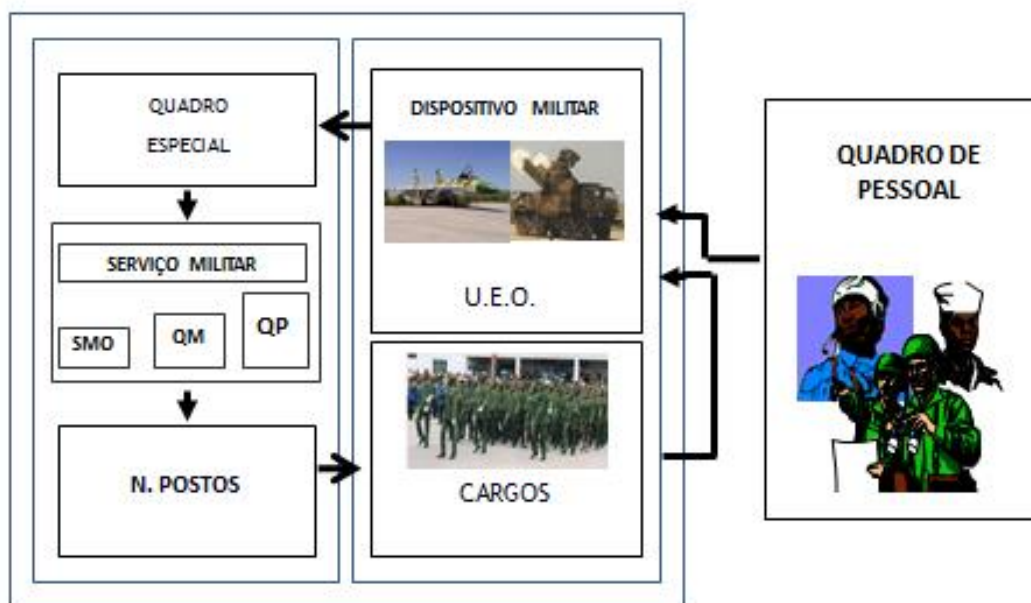 QUADRO
ESPECIAL
SERVIÇO MILITAR
SMO
QM
QP
N. POSTOS
DISPOSITIVO MILITAR
U.E.O.
CARGOS
QUADRO DE
PESSOAL